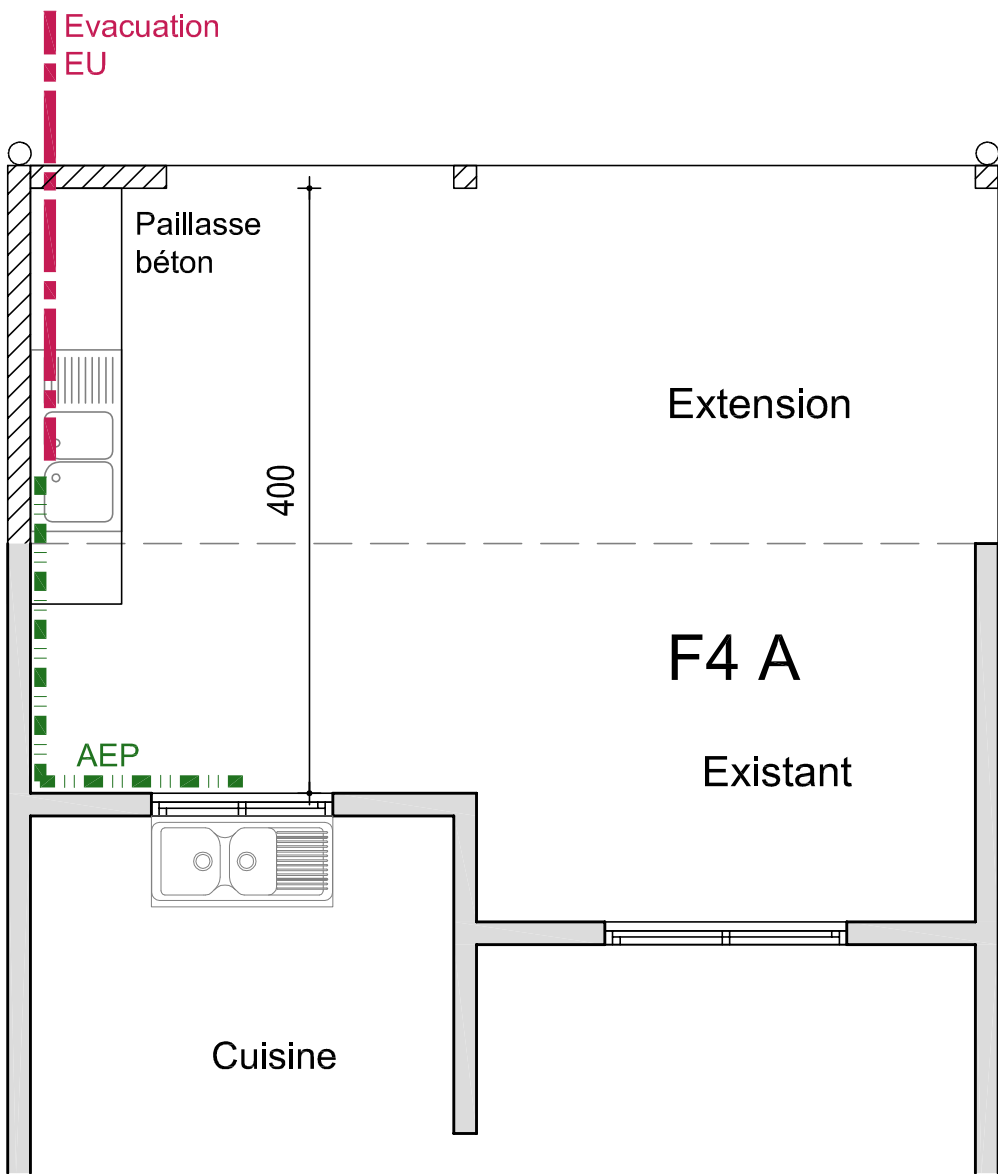 Evacuation
EU
Paillasse
béton
Extension
400
F4 A
AEP
Existant
Cuisine